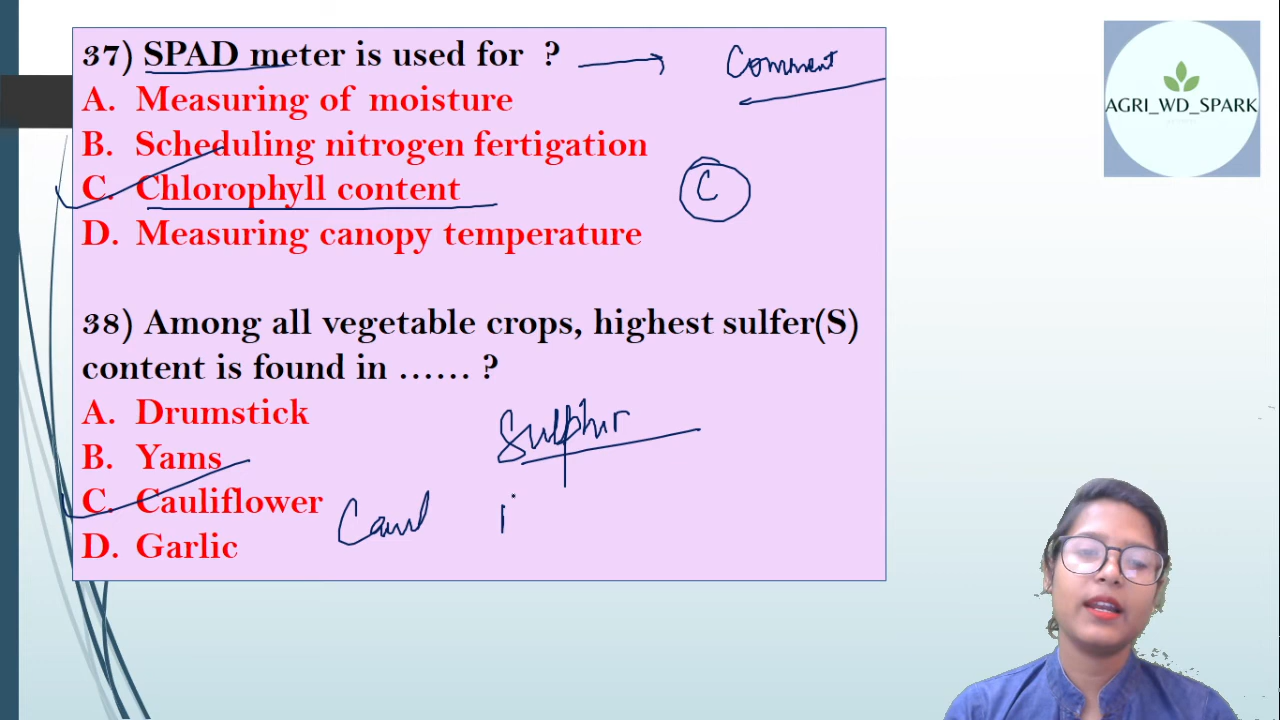 37) SPAD meter is used for ?
Comment
A. Measuring of moisture
B. Scheduling nitrogen fertigation
C. Chlorophyll content
C
D. Measuring canopy temperature
38) Among all vegetable crops, highest sulfer(S)
content is found in ...... ?
A. Drumstick
Sulphur
B. Yams
C. Cauliflower
D. Garlic
AGRI_WD_SPARK